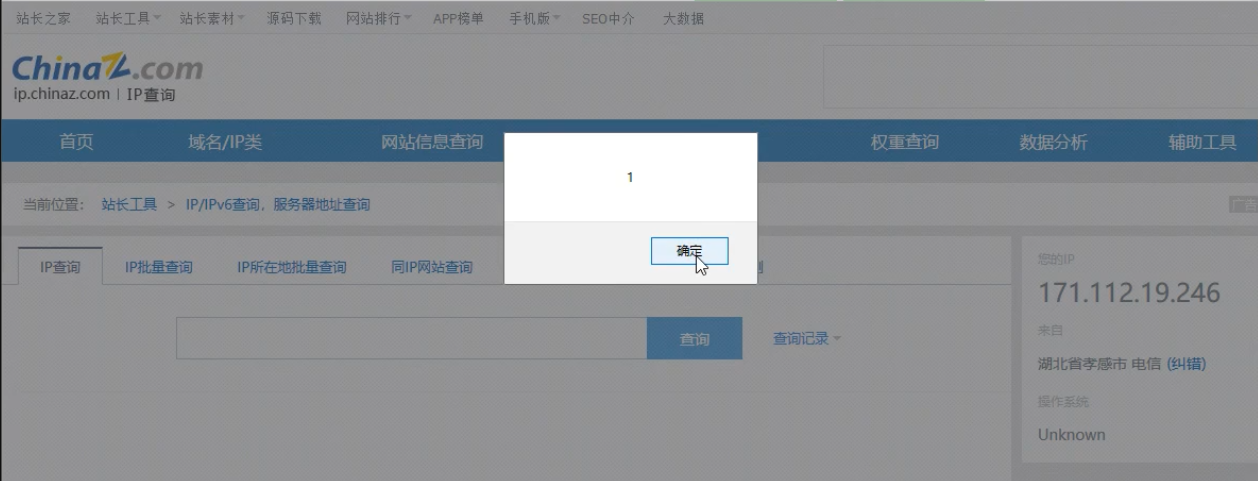 站长之家 站长工具 站长素材 源码下载 网站排行 APP榜单 手机版 SEO中介 大数据
ChinaZ.com
ip.chinaz.com | IP查询
首页 域名/IP类 网站信息查询 权重查询 数据分析 辅助工具
1
当前位置: 站长工具 > IP/IPv6查询,服务器地址查询
广告
确定
IP查询 IP批量查询 IP所在地批量查询 同IP网站查询
您的IP
171.112.19.246
查询 查询记录
来自
湖北省孝感市 电信 (纠错)
操作系统
Unknown